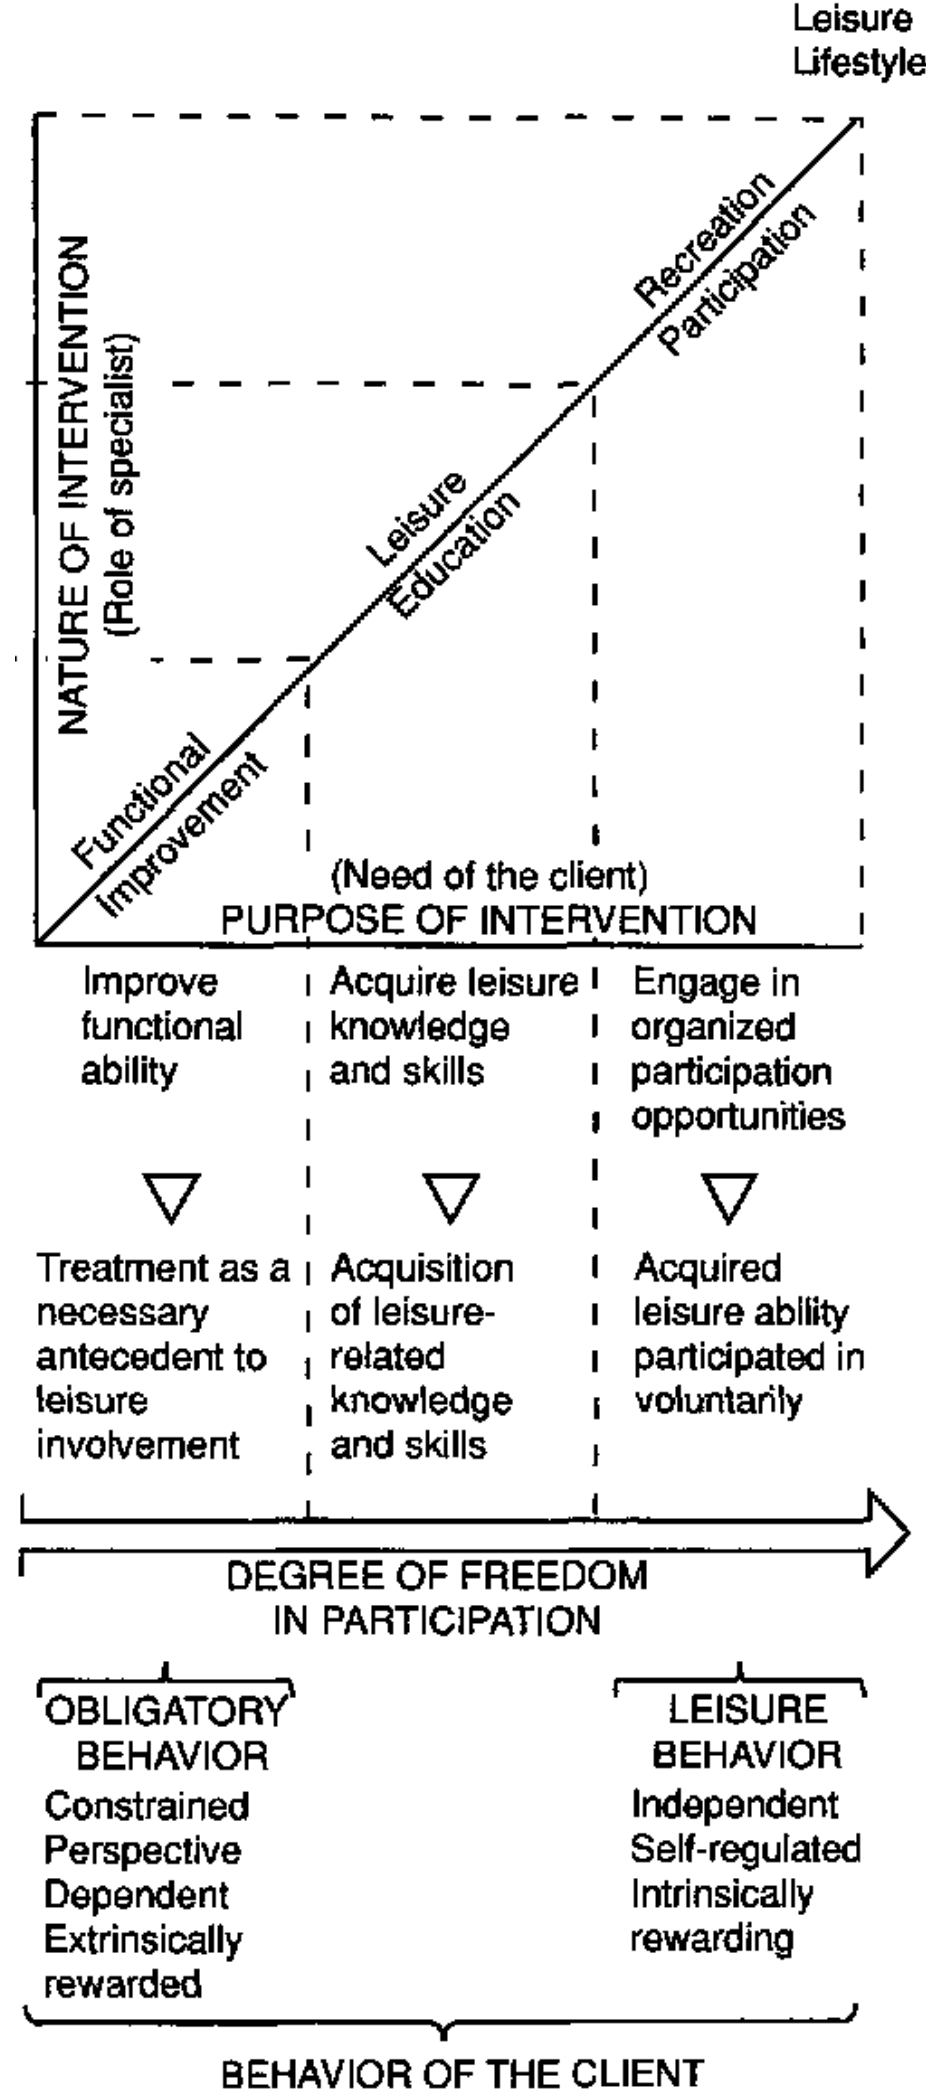 Leisure
Lifestyle
NATURE OF INTERVENTION
(Role of specialist)
Recreation
Participation
Leisure
Education
Functional
Improvement
(Need of the client)
PURPOSE OF INTERVENTION
Improve
functional
ability
Acquire leisure
knowledge
and skills
Engage in
organized
participation
opportunities
Treatment as a
necessary
antecedent to
leisure
involvement
Acquisition
of leisure-
related
knowledge
and skills
Acquired
leisure ability
participated in
voluntarily
DEGREE OF FREEDOM
IN PARTICIPATION
OBLIGATORY
BEHAVIOR
Constrained
Perspective
Dependent
Extrinsically
rewarded
LEISURE
BEHAVIOR
Independent
Self-regulated
Intrinsically
rewarding
BEHAVIOR OF THE CLIENT